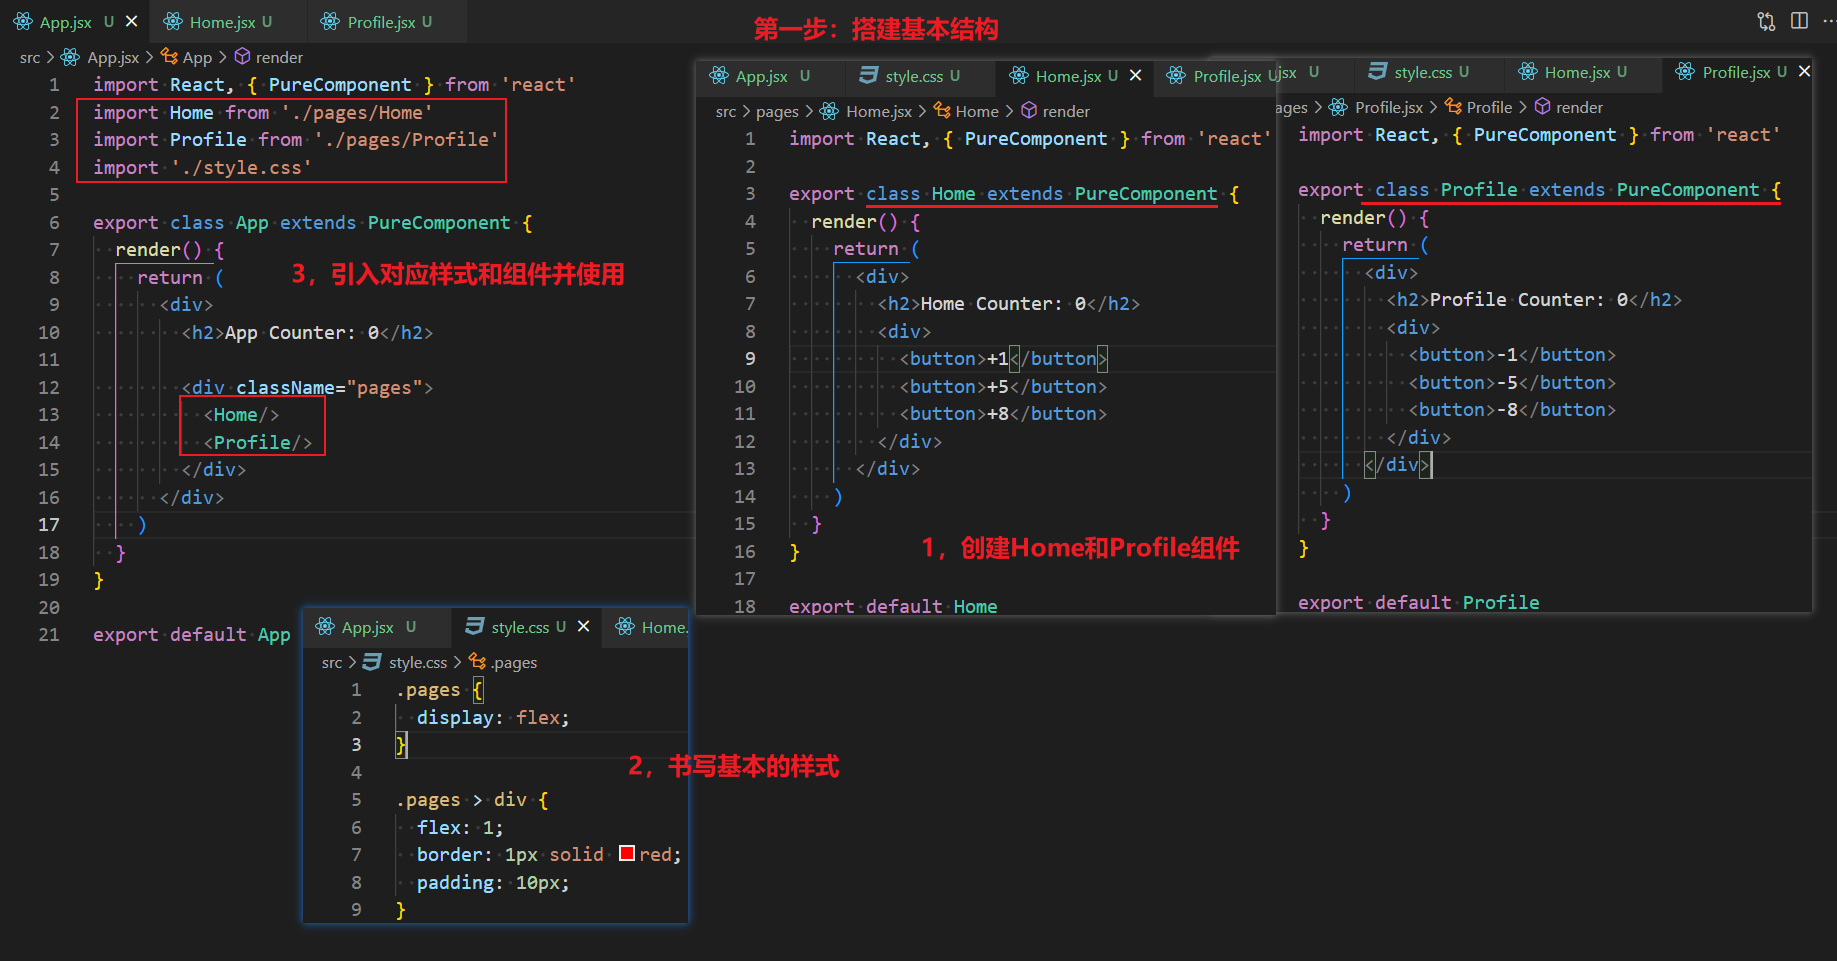 App.jsx U Home.jsx U Profile.jsx U
第一步：搭建基本结构
src > App.jsx > App > render
1 import React, { PureComponent } from 'react'
2 import Home from './pages/Home'
3 import Profile from './pages/Profile'
4 import './style.css'
5
6 export class App extends PureComponent {
7 render() {
8 return (
3，引入对应样式和组件并使用
9 <div>
10 <h2>App Counter: 0</h2>
11
12 <div className="pages">
13 <Home/>
14 <Profile/>
15 </div>
16 </div>
17 )
18 }
19 }
20
21 export default App
App.jsx U style.css U Home.jsx U Profile.jsx U
src > pages > Home.jsx > Home > render
1 import React, { PureComponent } from 'react'
2
3 export class Home extends PureComponent {
4 render() {
5 return (
6 <div>
7 <h2>Home Counter: 0</h2>
8 <div>
9 <button>+1</button>
10 <button>+5</button>
11 <button>+8</button>
12 </div>
13 </div>
14 )
15 }
1，创建Home和Profile组件
16 }
17
18 export default Home
jsx U style.css U Home.jsx U Profile.jsx U
ages > Profile.jsx > Profile > render
import React, { PureComponent } from 'react'
export class Profile extends PureComponent {
render() {
return (
<div>
<h2>Profile Counter: 0</h2>
<div>
<button>-1</button>
<button>-5</button>
<button>-8</button>
</div>
</div>
)
}
}
export default Profile
App.jsx U style.css U Home.
src > style.css > .pages
1 .pages {
2 display: flex;
3 }
2，书写基本的样式
4
5 .pages > div {
6 flex: 1;
7 border: 1px solid red;
8 padding: 10px;
9 }